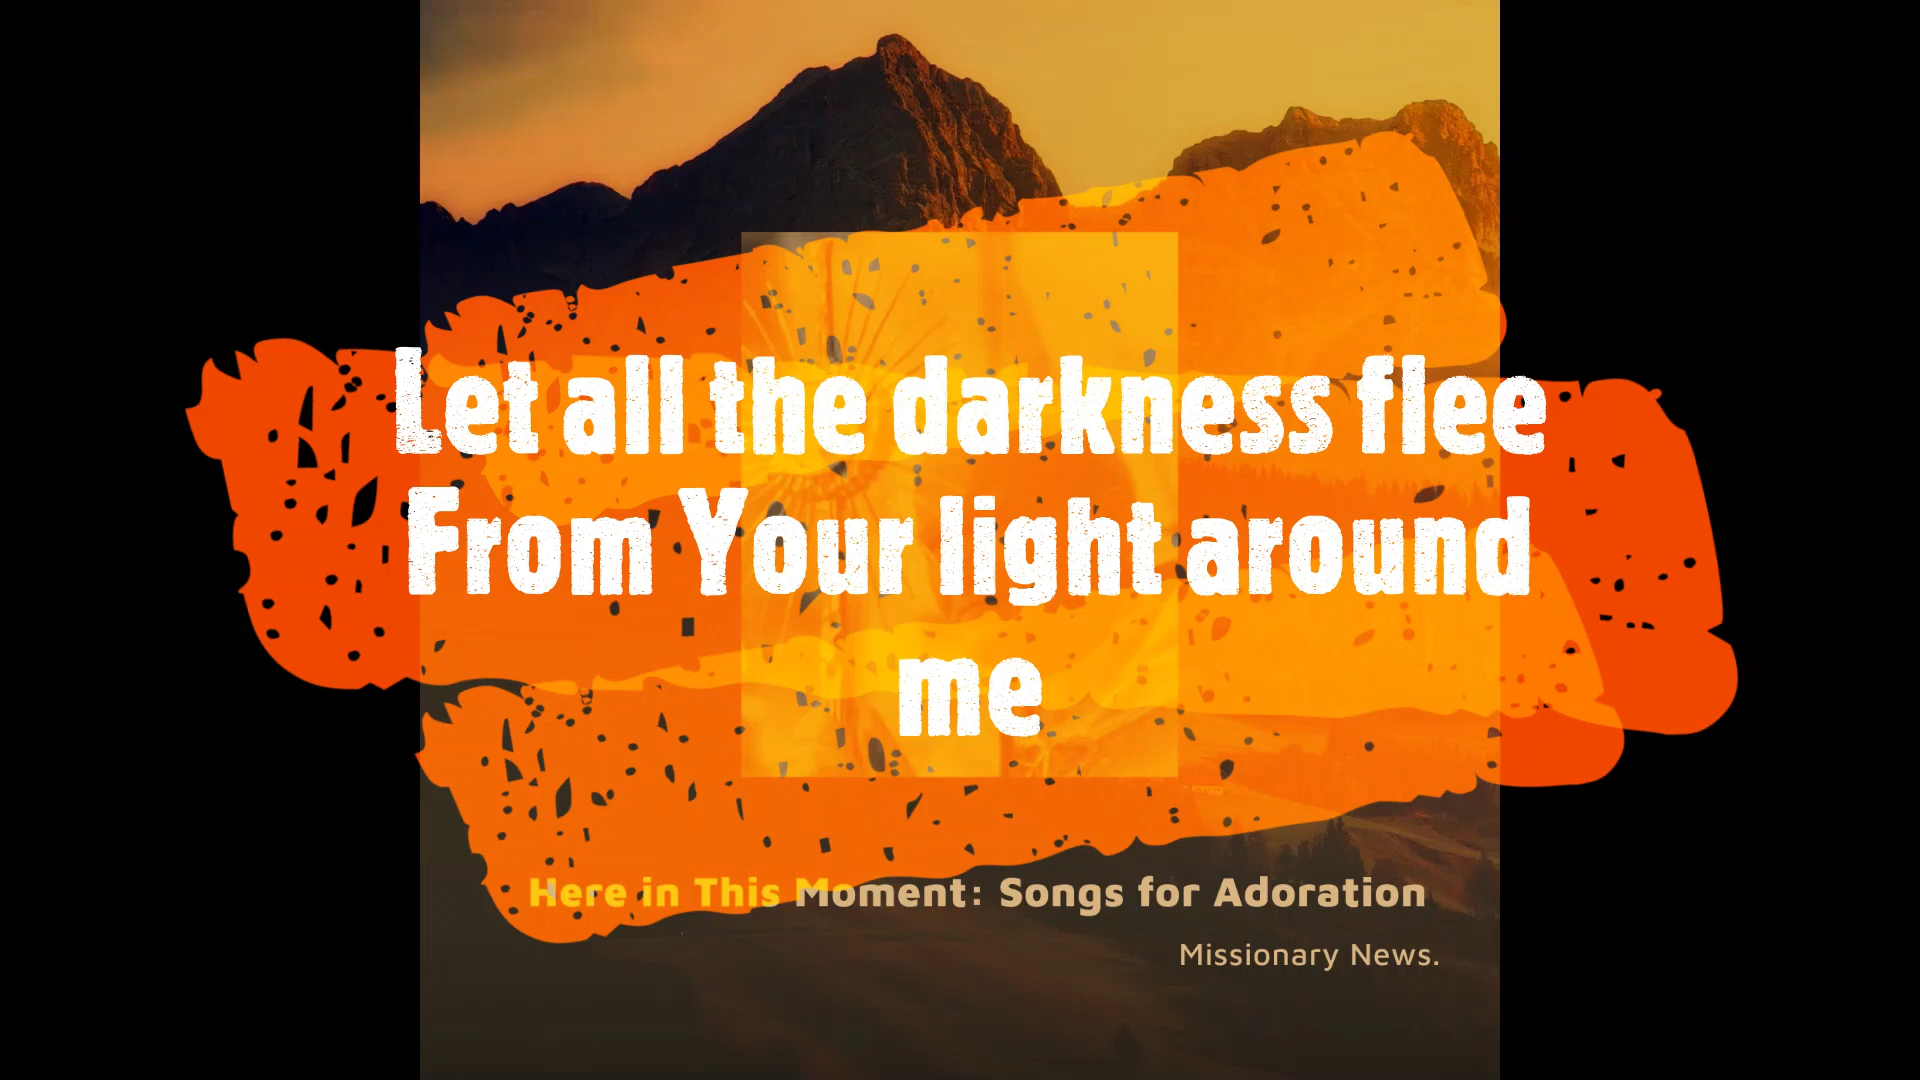 Let all the darkness flee
From Your light around
me
Here in This Moment: Songs for Adoration
Missionary News.